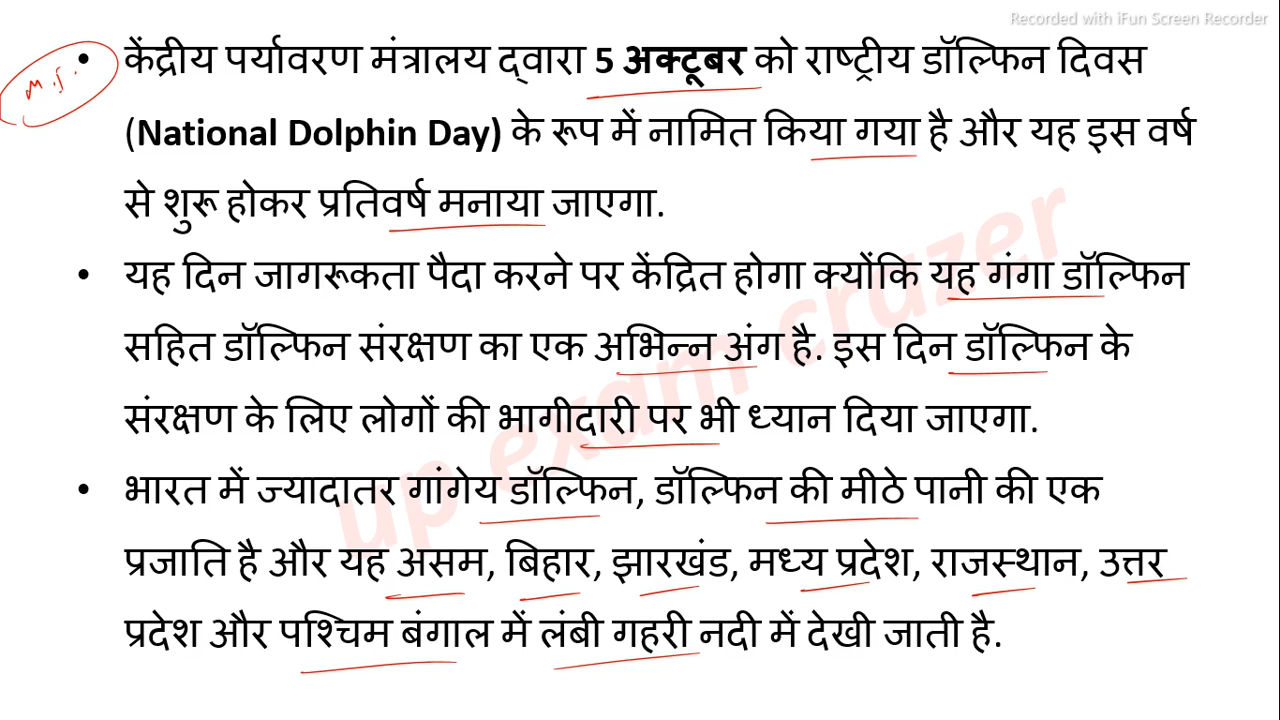 Recorded with iFun Screen Recorder
M.I.
• केंद्रीय पर्यावरण मंत्रालय द्वारा 5 अक्टूबर को राष्ट्रीय डॉल्फिन दिवस
(National Dolphin Day) के रूप में नामित किया गया है और यह इस वर्ष
से शुरू होकर प्रतिवर्ष मनाया जाएगा.
• यह दिन जागरूकता पैदा करने पर केंद्रित होगा क्योंकि यह गंगा डॉल्फिन
सहित डॉल्फिन संरक्षण का एक अभिन्न अंग है. इस दिन डॉल्फिन के
संरक्षण के लिए लोगों की भागीदारी पर भी ध्यान दिया जाएगा.
• भारत में ज्यादातर गांगेय डॉल्फिन, डॉल्फिन की मीठे पानी की एक
प्रजाति है और यह असम, बिहार, झारखंड, मध्य प्रदेश, राजस्थान, उत्तर
प्रदेश और पश्चिम बंगाल में लंबी गहरी नदी में देखी जाती है.
up exam cruzer